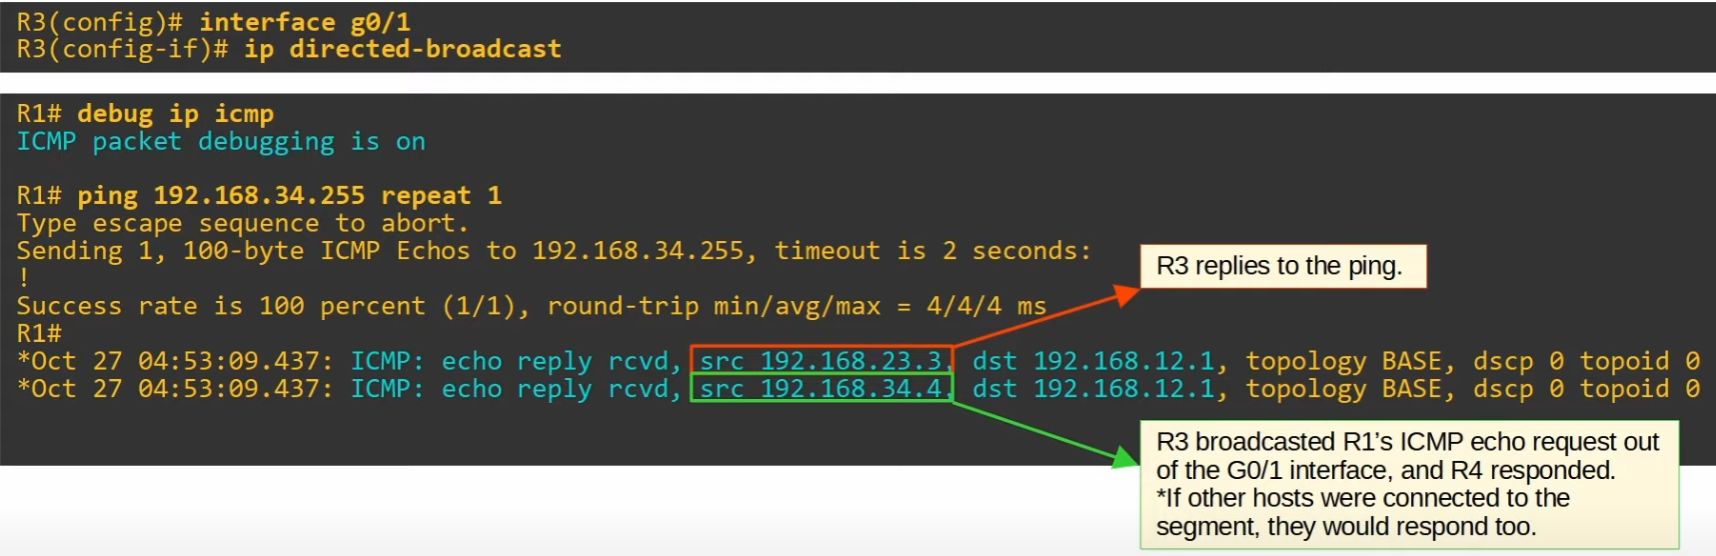 R3(config)# interface g0/1
R3(config-if)# ip directed-broadcast
R1# debug ip icmp
ICMP packet debugging is on
R1# ping 192.168.34.255 repeat 1
Type escape sequence to abort.
Sending 1, 100-byte ICMP Echos to 192.168.34.255, timeout is 2 seconds:
!
Success rate is 100 percent (1/1), round-trip min/avg/max = 4/4/4 ms
R1#
*Oct 27 04:53:09.437: ICMP: echo reply rcvd, src 192.168.23.3, dst 192.168.12.1, topology BASE, dscp 0 topoid 0
*Oct 27 04:53:09.437: ICMP: echo reply rcvd, src 192.168.34.4, dst 192.168.12.1, topology BASE, dscp 0 topoid 0
R3 replies to the ping.
R3 broadcasted R1’s ICMP echo request out
of the G0/1 interface, and R4 responded.
*If other hosts were connected to the
segment, they would respond too.